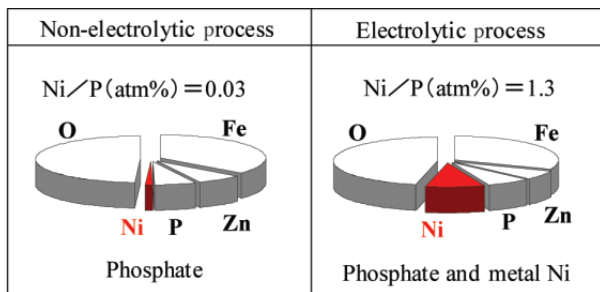 Non-electrolytic process
Ni／P(atm%)＝0.03
O
Fe
Ni
P
Zn
Phosphate
Electrolytic process
Ni／P(atm%)＝1.3
O
Fe
Ni
P
Zn
Phosphate and metal Ni